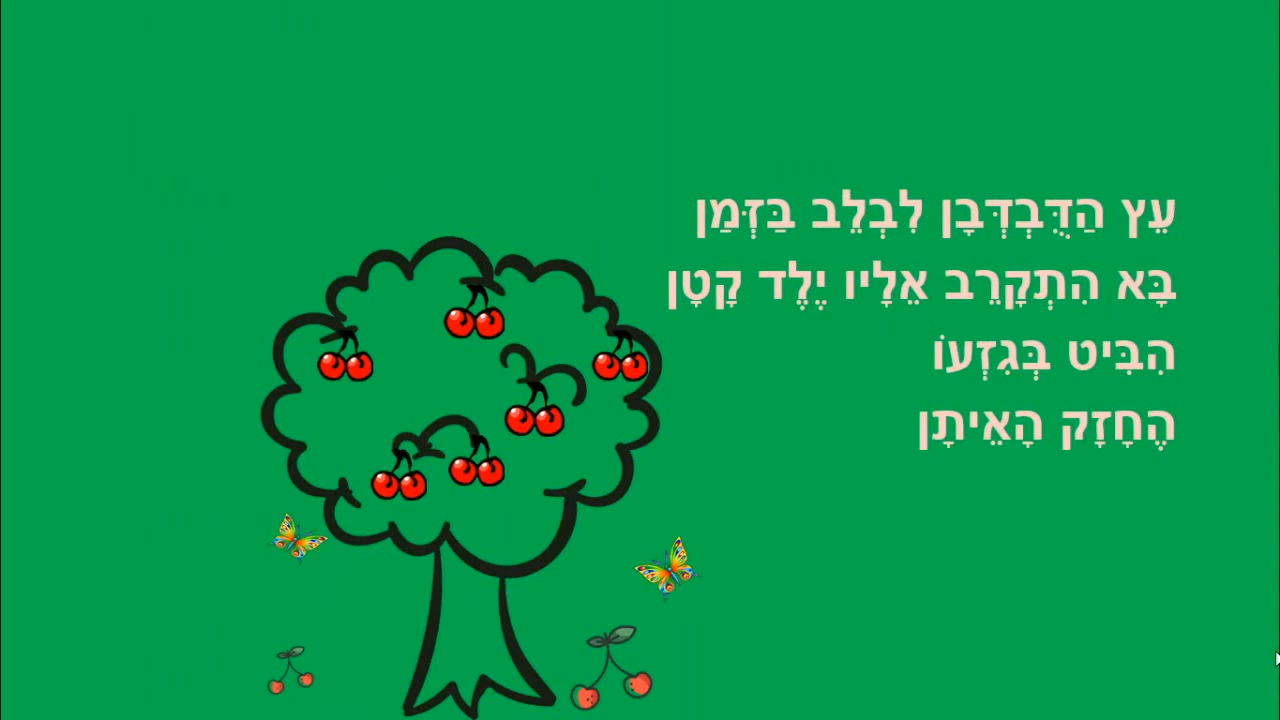 עֵץ הַדֻּבְדְּבָן לִבְלֵב בַּזְּמַן
בָּא הִתְקָרֵב אֵלָיו יֶלֶד קָטָן
הִבִּיט בְּגִזְעוֹ
הֶחָזָק הָאֵיתָן